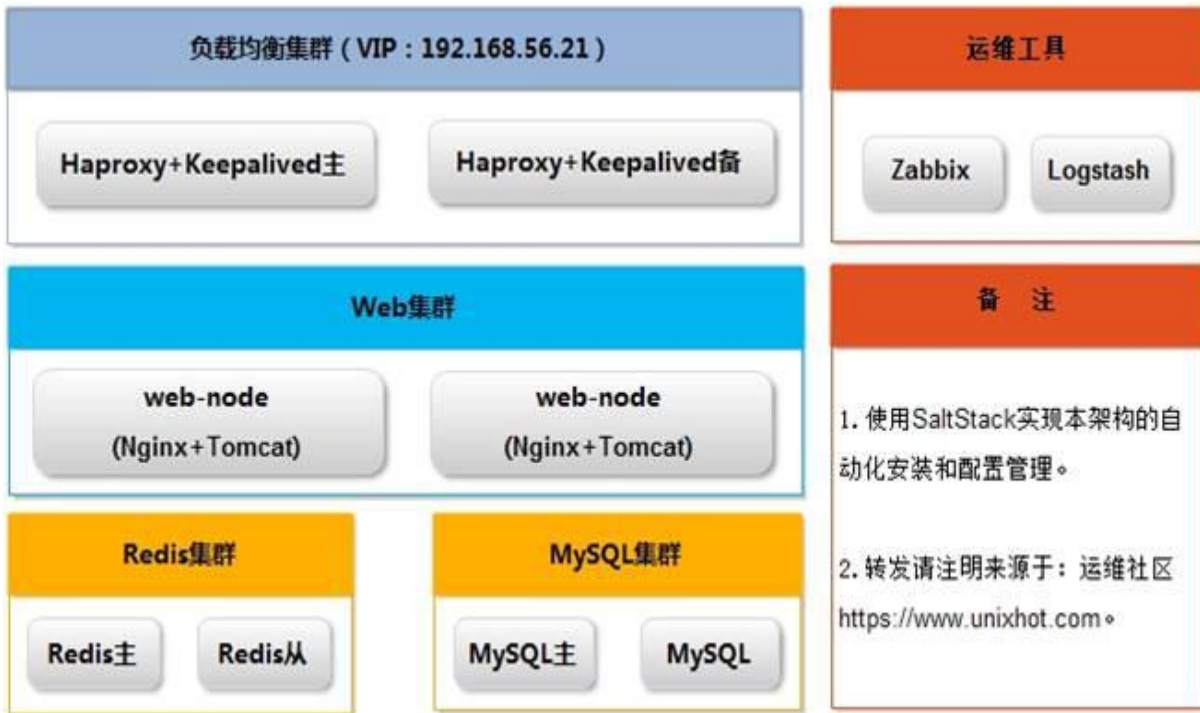 负载均衡集群（VIP：192.168.56.21）
Haproxy+Keepalived主
Haproxy+Keepalived备
Web集群
web-node
(Nginx+Tomcat)
web-node
(Nginx+Tomcat)
Redis集群
Redis主
Redis从
MySQL集群
MySQL主
MySQL
运维工具
Zabbix
Logstash
备 注
1. 使用SaltStack实现本架构的自
动化安装和配置管理。
2. 转发请注明来源于：运维社区
https://www.unixhot.com。